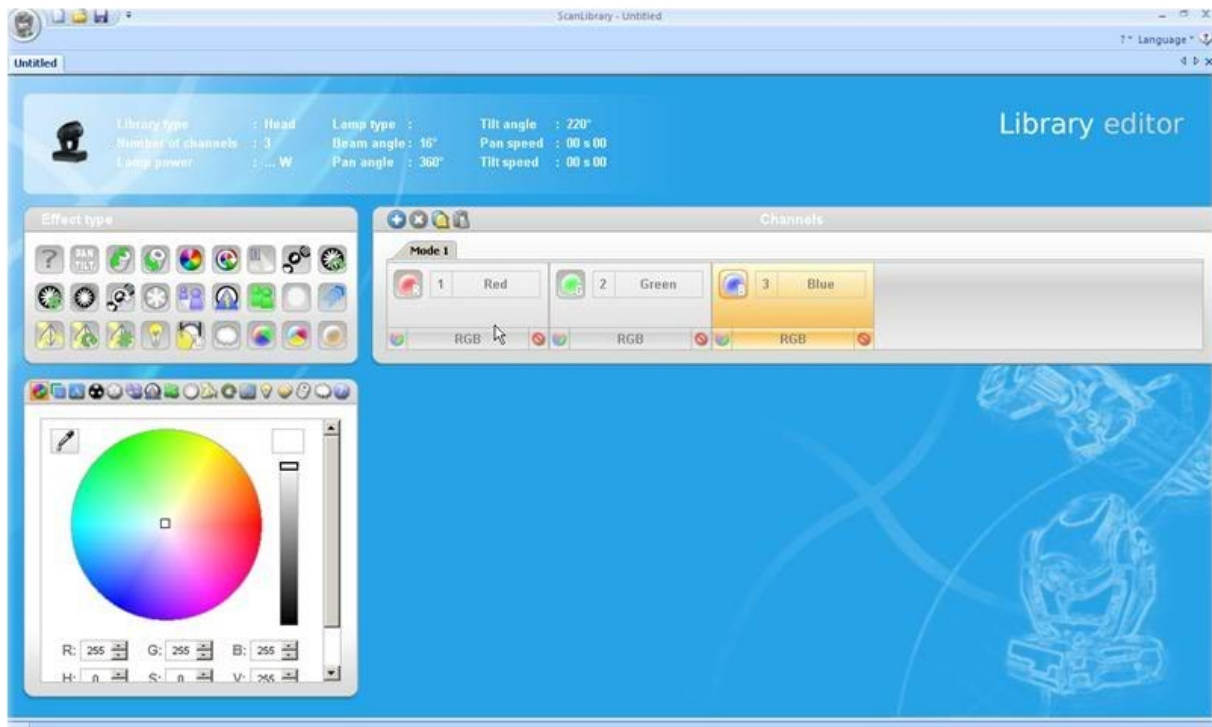 ScanLibrary - Untitled
? Language
Untitled
Library editor
Library type : Head Lamp type : Tilt angle : 220°
Number of channels : 3 Beam angle : 16° Pan speed : 00 s 00
Lamp power : ... W Pan angle : 360° Tilt speed : 00 s 00
Effect type
Channels
PAN
TILT
Mode 1
1 Red 2 Green 3 Blue
RGB RGB RGB
R: 255 G: 255 B: 255
H: 0 S: 0 V: 255